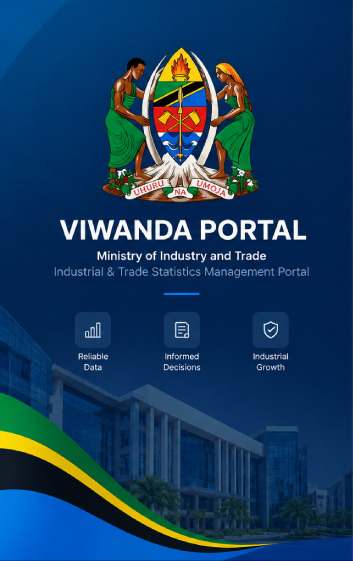 UHURU NA UMOJA
VIWANDA PORTAL
Ministry of Industry and Trade
Industrial & Trade Statistics Management Portal
Reliable
Data
Informed
Decisions
Industrial
Growth